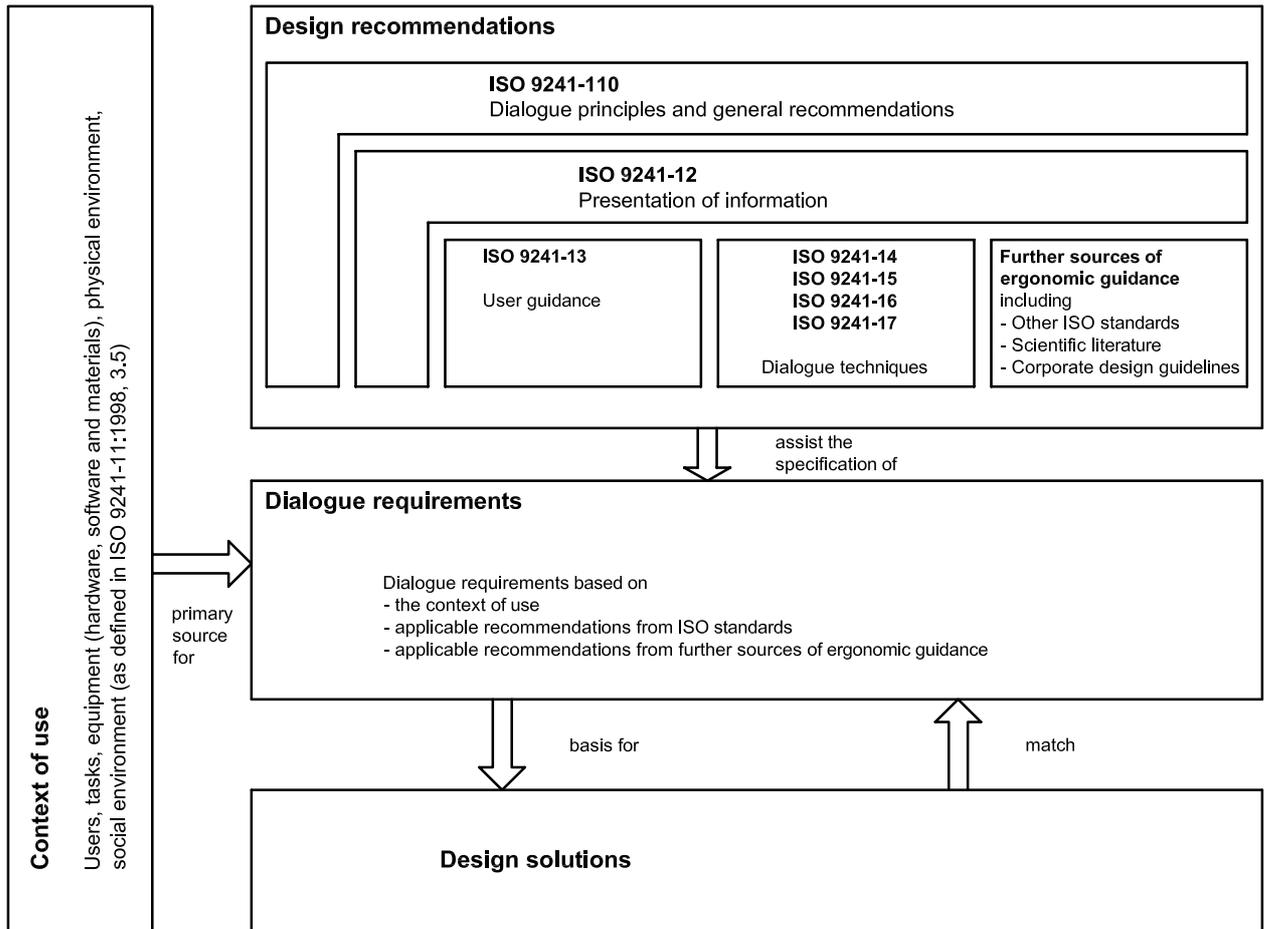 Design recommendations
ISO 9241-110
Dialogue principles and general recommendations
ISO 9241-12
Presentation of information
ISO 9241-13
User guidance
ISO 9241-14
ISO 9241-15
ISO 9241-16
ISO 9241-17
Dialogue techniques
Further sources of
ergonomic guidance
including
- Other ISO standards
- Scientific literature
- Corporate design guidelines
assist the
specification of
Context of use
Users, tasks, equipment (hardware, software and materials), physical environment,
social environment (as defined in ISO 9241-11:1998, 3.5)
primary
source
for
Dialogue requirements
Dialogue requirements based on
- the context of use
- applicable recommendations from ISO standards
- applicable recommendations from further sources of ergonomic guidance
basis for
match
Design solutions